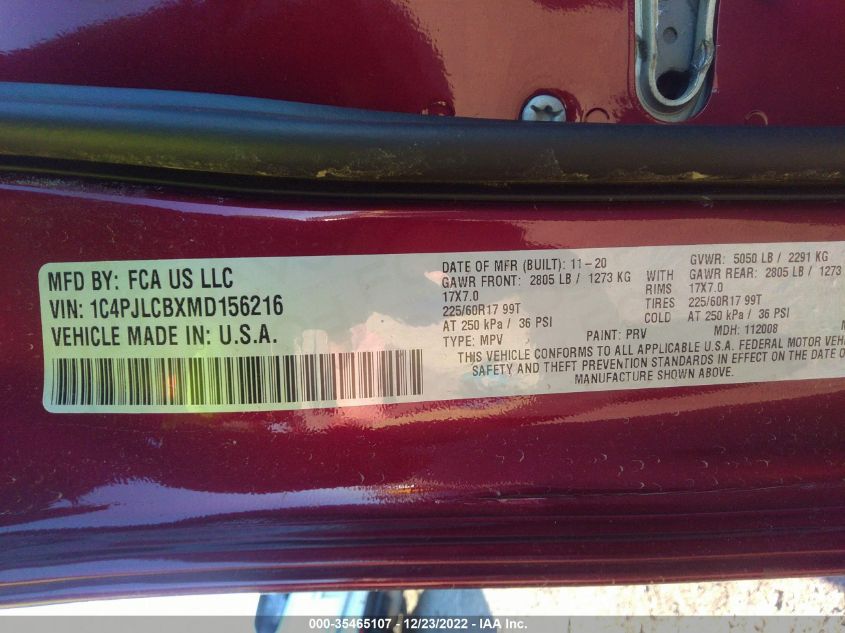 MFD BY: FCA US LLC
VIN: 1C4PJLCBXMD156216
VEHICLE MADE IN: U.S.A.
DATE OF MFR (BUILT): 11-20
GVWR: 5050 LB / 2291 KG
GAWR FRONT: 2805 LB / 1273 KG WITH GAWR REAR: 2805 LB / 1273
17X7.0 RIMS 17X7.0
225/60R17 99T TIRES 225/60R17 99T
AT 250 kPa / 36 PSI COLD AT 250 kPa / 36 PSI
TYPE: MPV PAINT: PRV MDH: 112008
THIS VEHICLE CONFORMS TO ALL APPLICABLE U.S.A. FEDERAL MOTOR VEH
SAFETY AND THEFT PREVENTION STANDARDS IN EFFECT ON THE DATE O
MANUFACTURE SHOWN ABOVE.
000-35465107 - 12/23/2022 - IAA Inc.